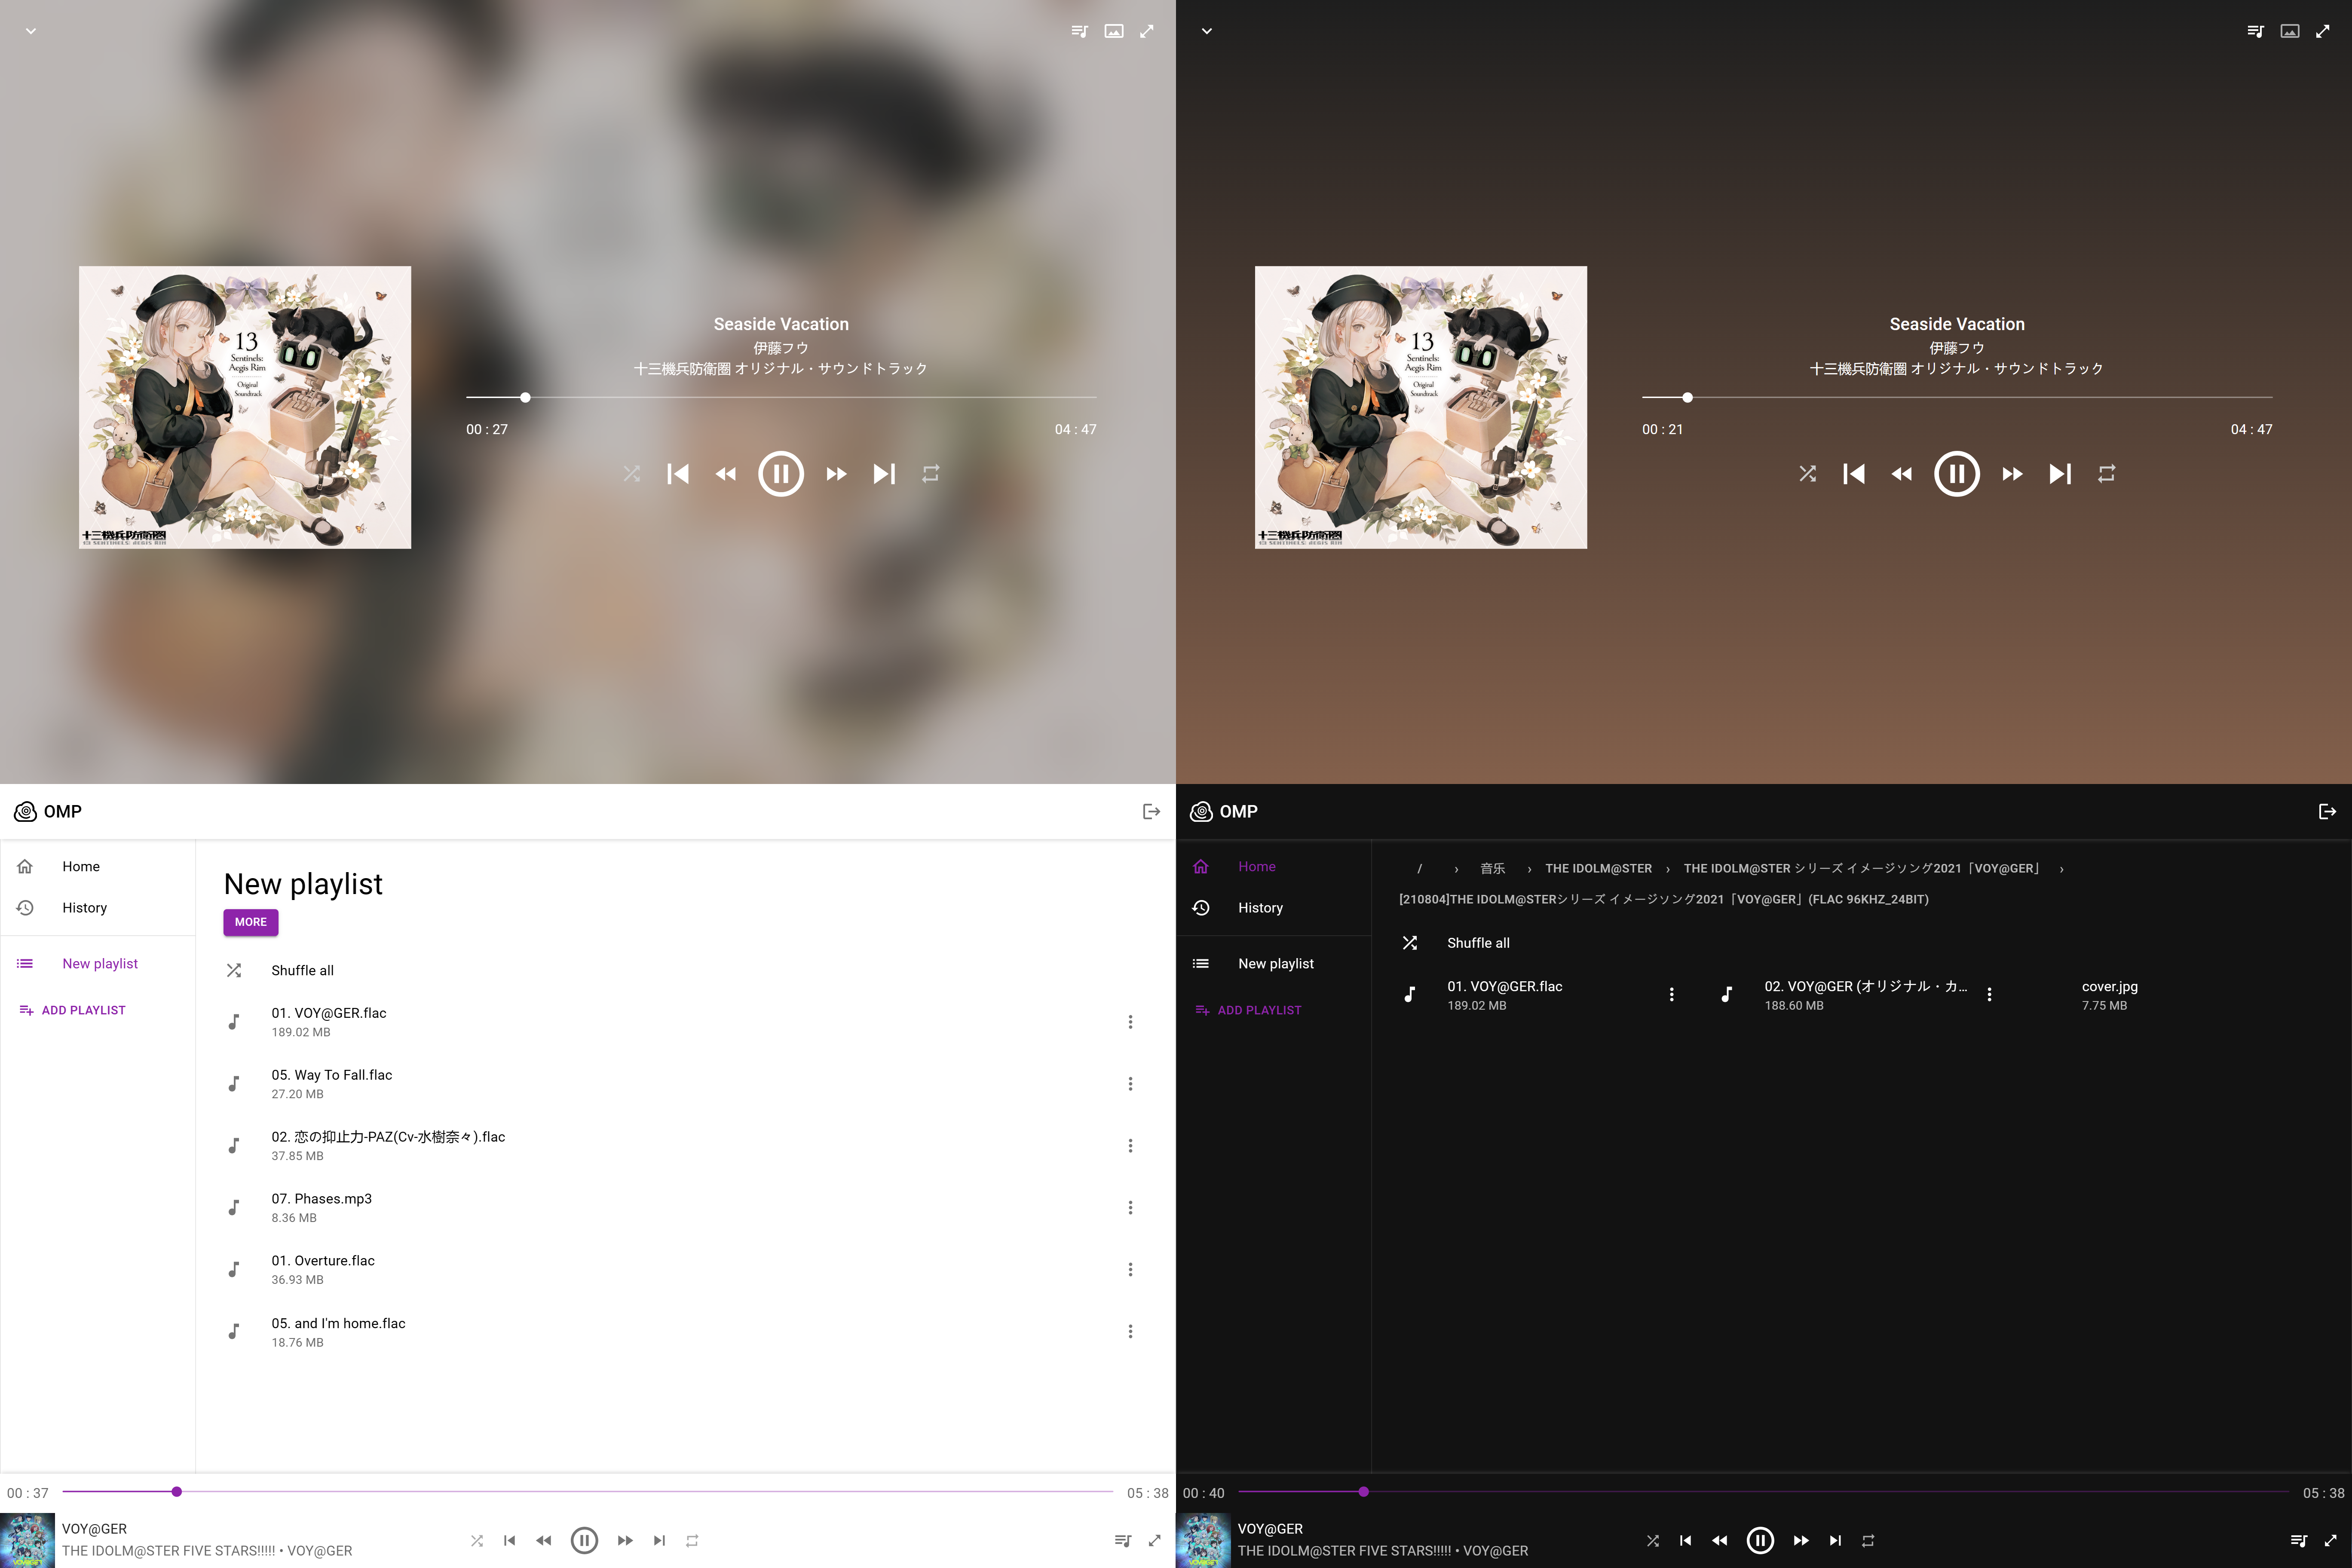 13
Sentinels:
Aegis Rim
Original
Soundtrack
十三機兵防衛圏
13 SENTINELS: AEGIS RIM
Seaside Vacation
伊藤フウ
十三機兵防衛圏 オリジナル・サウンドトラック
00 : 27
04 : 47
13
Sentinels:
Aegis Rim
Original
Soundtrack
十三機兵防衛圏
13 SENTINELS: AEGIS RIM
Seaside Vacation
伊藤フウ
十三機兵防衛圏 オリジナル・サウンドトラック
00 : 21
04 : 47
OMP
Home
History
New playlist
ADD PLAYLIST
New playlist
MORE
Shuffle all
01. VOY@GER.flac
189.02 MB
05. Way To Fall.flac
27.20 MB
02. 恋の抑止力-PAZ(Cv-水樹奈々).flac
37.85 MB
07. Phases.mp3
8.36 MB
01. Overture.flac
36.93 MB
05. and I'm home.flac
18.76 MB
00 : 37
05 : 38
VOY@GER
VOY@GER
THE IDOLM@STER FIVE STARS!!!!! • VOY@GER
OMP
Home
History
New playlist
ADD PLAYLIST
/ › 音乐 › THE IDOLM@STER › THE IDOLM@STER シリーズ イメージソング2021「VOY@GER」 ›
[210804]THE IDOLM@STERシリーズ イメージソング2021「VOY@GER」(FLAC 96KHZ_24BIT)
Shuffle all
01. VOY@GER.flac
189.02 MB
02. VOY@GER (オリジナル・カ...
188.60 MB
cover.jpg
7.75 MB
00 : 40
05 : 38
VOY@GER
VOY@GER
THE IDOLM@STER FIVE STARS!!!!! • VOY@GER